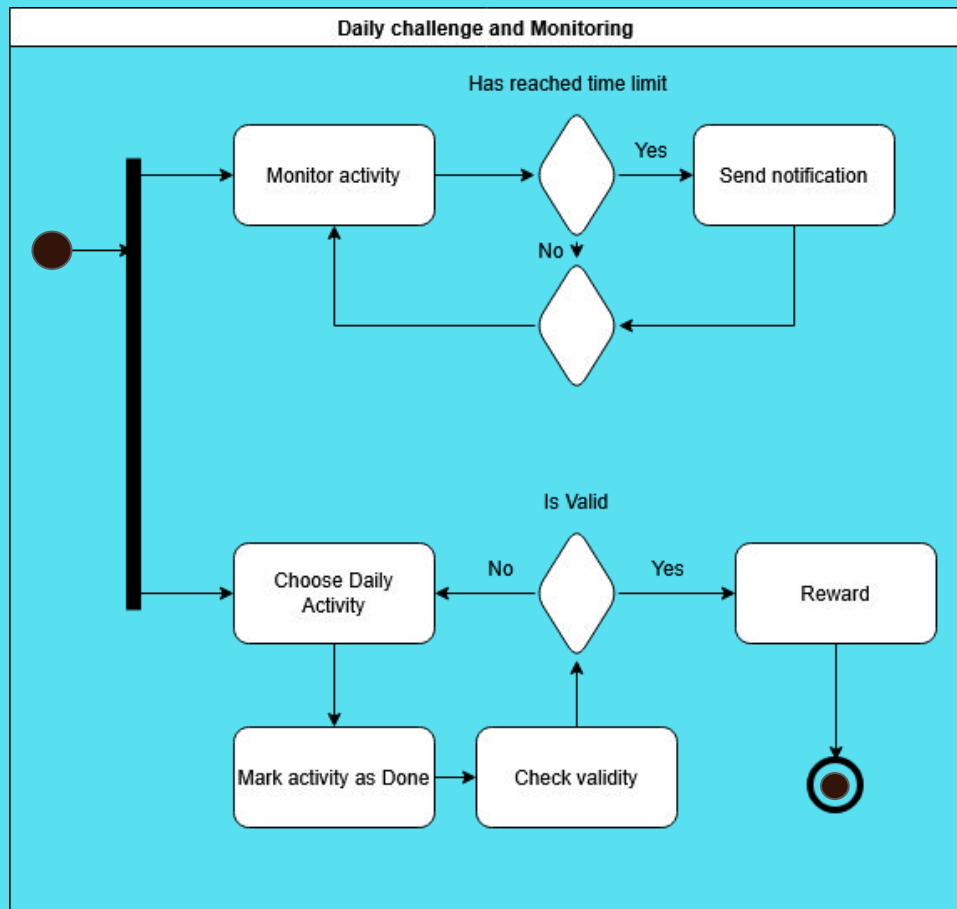 Daily challenge and Monitoring
Has reached time limit
Monitor activity
Yes
Send notification
No
Is Valid
Choose Daily
Activity
No
Yes
Reward
Mark activity as Done
Check validity